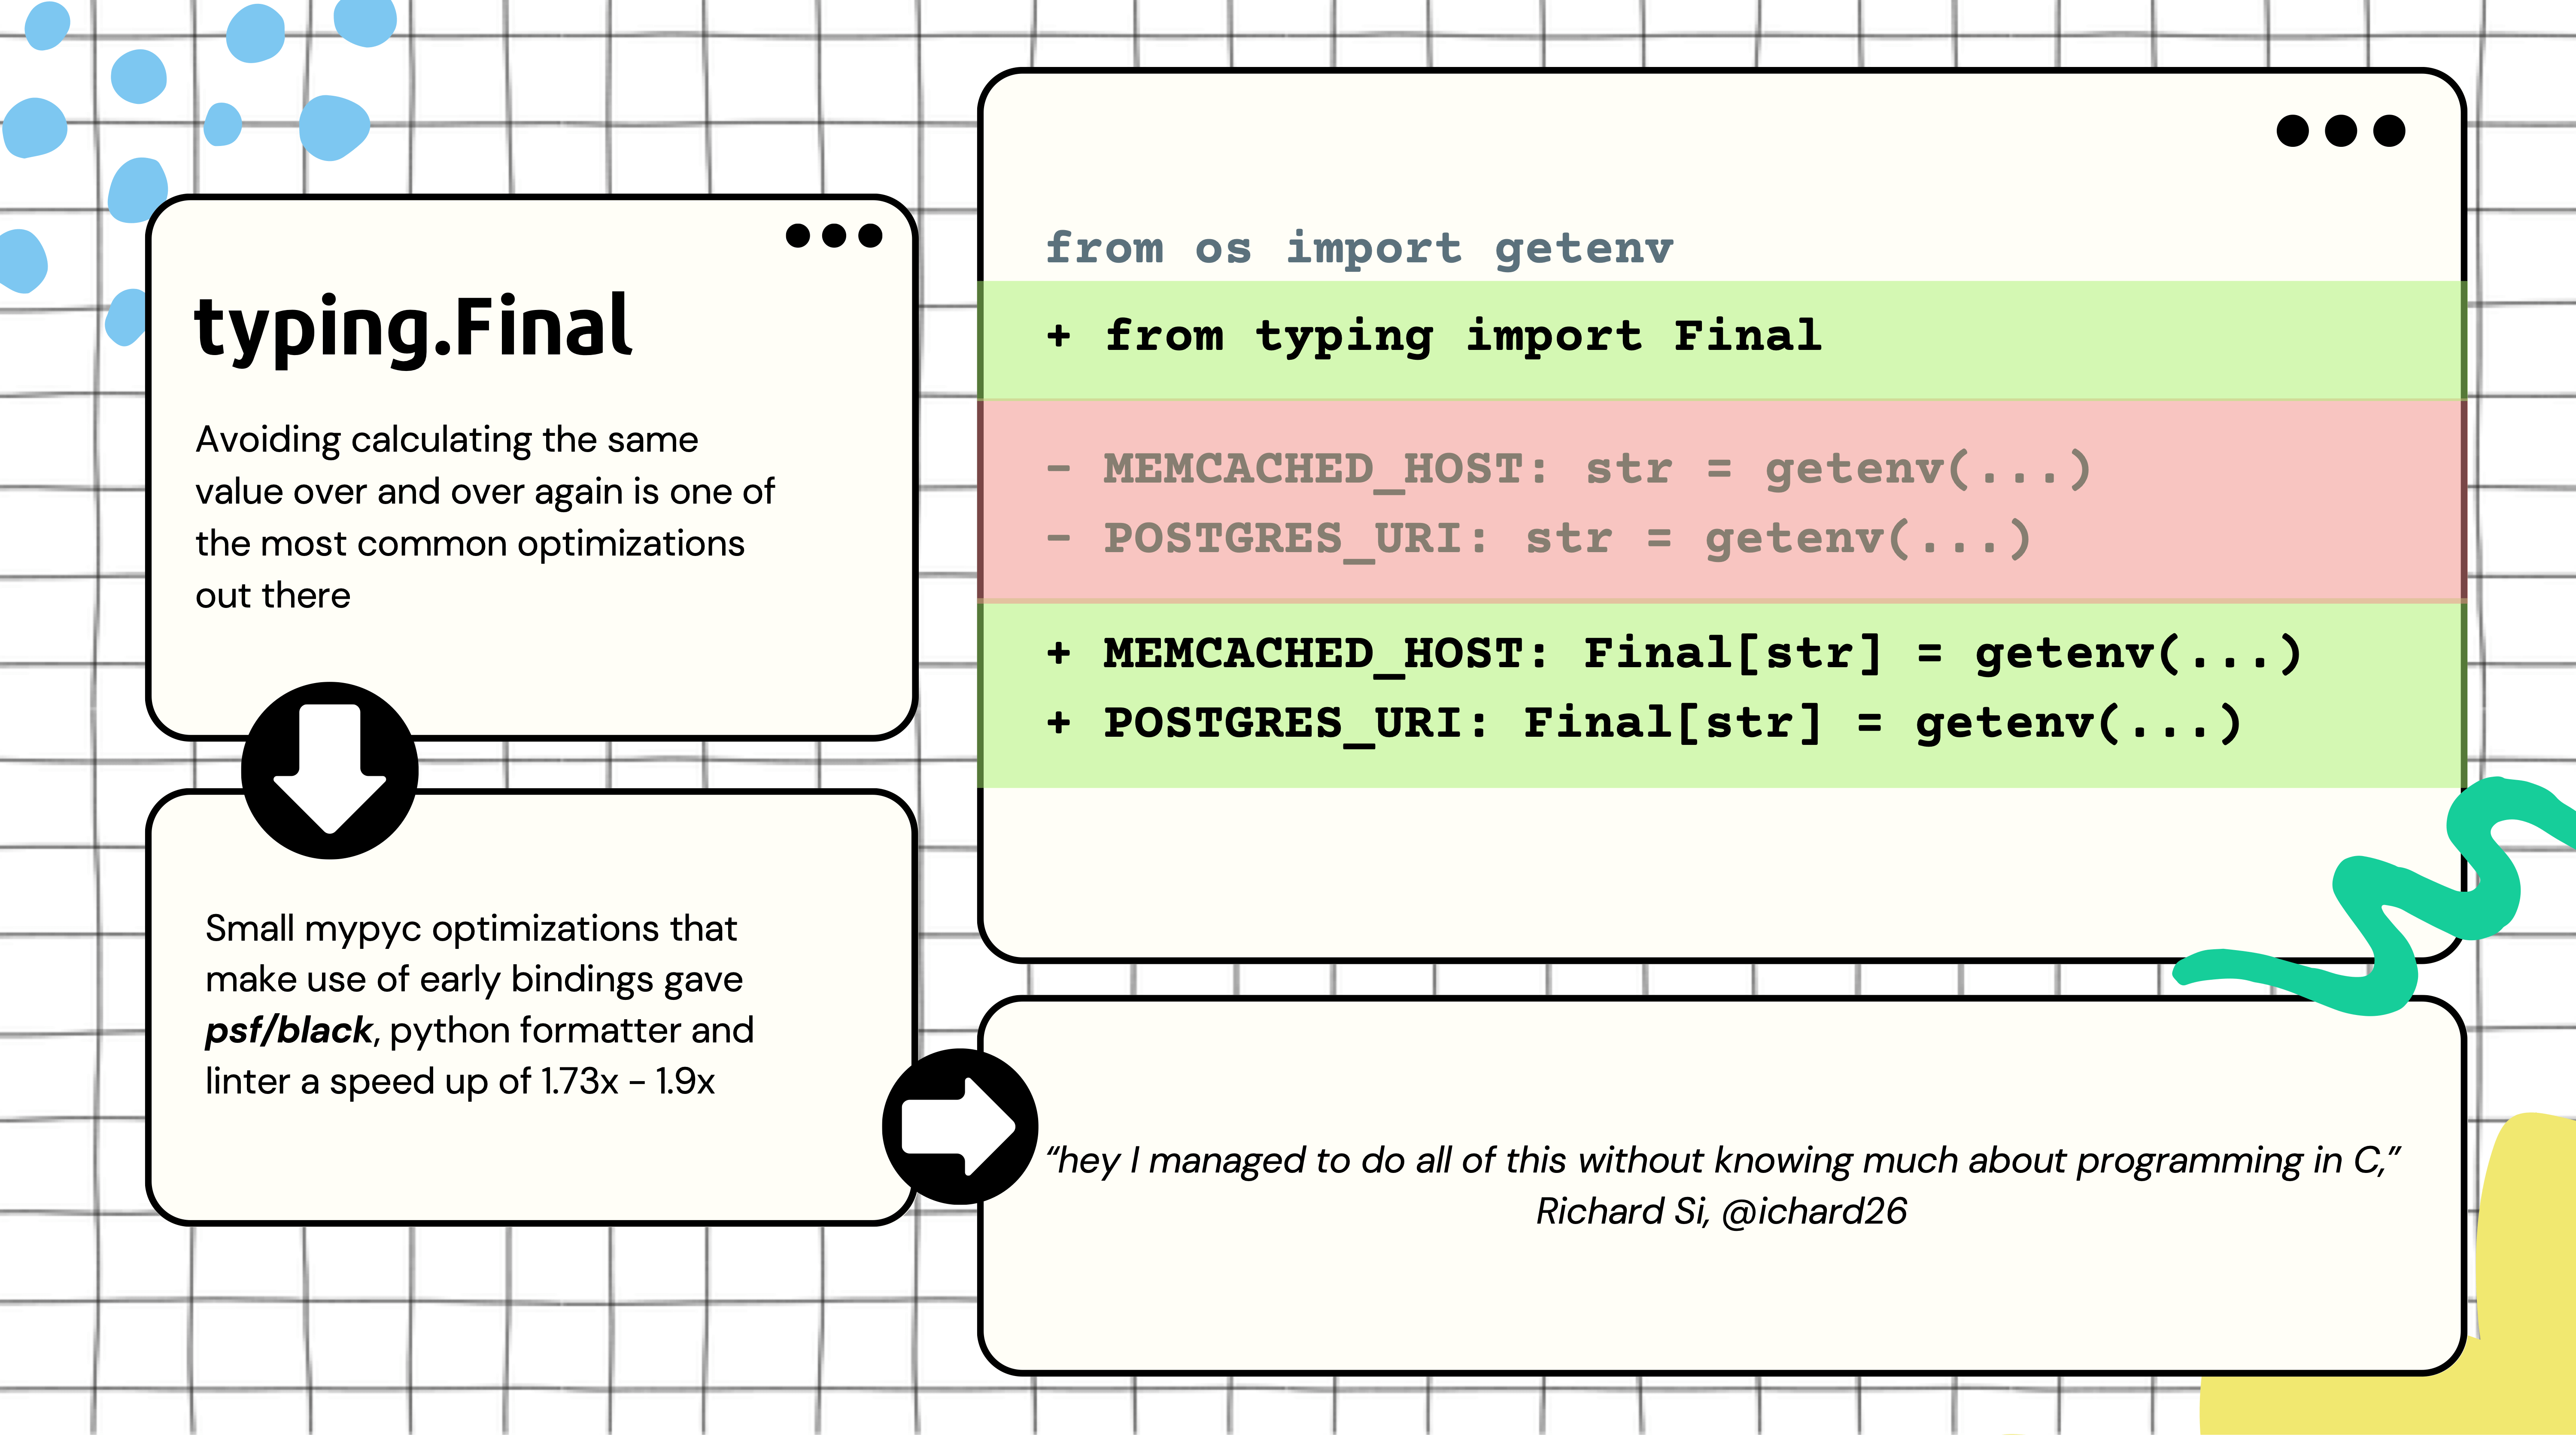 typing.Final
Avoiding calculating the same
value over and over again is one of
the most common optimizations
out there
Small mypyc optimizations that
make use of early bindings gave
psf/black, python formatter and
linter a speed up of 1.73x - 1.9x
from os import getenv
+ from typing import Final
- MEMCACHED_HOST: str = getenv(...)
- POSTGRES_URI: str = getenv(...)
+ MEMCACHED_HOST: Final[str] = getenv(...)
+ POSTGRES_URI: Final[str] = getenv(...)
“hey I managed to do all of this without knowing much about programming in C,”
Richard Si, @ichard26